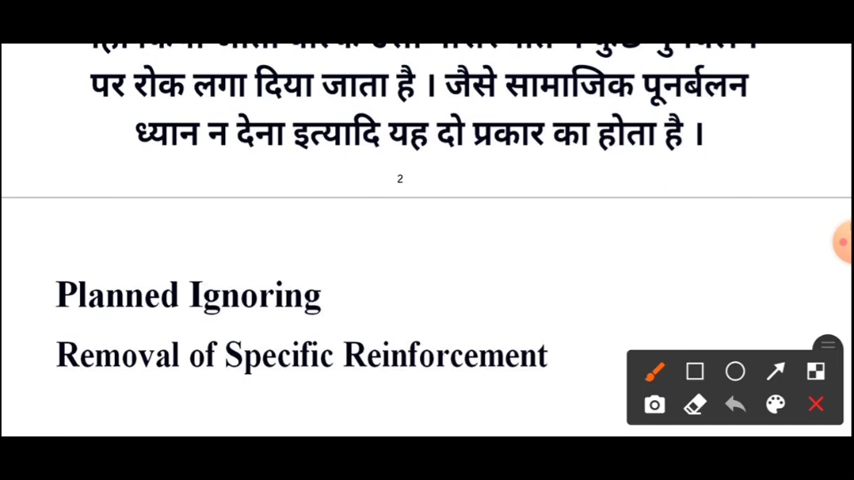 पर रोक लगा दिया जाता है । जैसे सामाजिक पूनर्बलन
ध्यान न देना इत्यादि यह दो प्रकार का होता है ।
2
Planned Ignoring
Removal of Specific Reinforcement